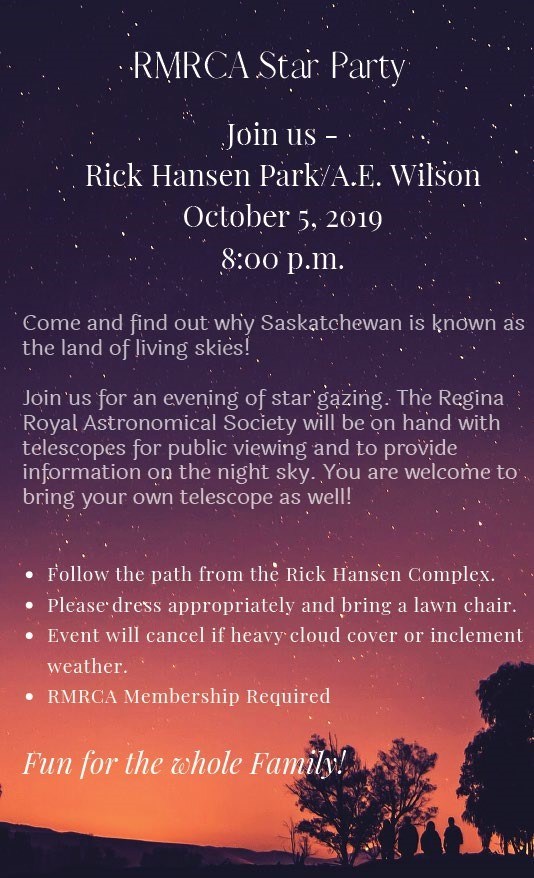 RMRCA Star Party
Join us -
Rick Hansen Park/A.E. Wilson
October 5, 2019
8:00 p.m.
Come and find out why Saskatchewan is known as
the land of living skies!
Join us for an evening of star gazing. The Regina
Royal Astronomical Society will be on hand with
telescopes for public viewing and to provide
information on the night sky. You are welcome to
bring your own telescope as well!
• Follow the path from the Rick Hansen Complex.
• Please dress appropriately and bring a lawn chair.
• Event will cancel if heavy cloud cover or inclement
weather.
• RMRCA Membership Required
Fun for the whole Family!